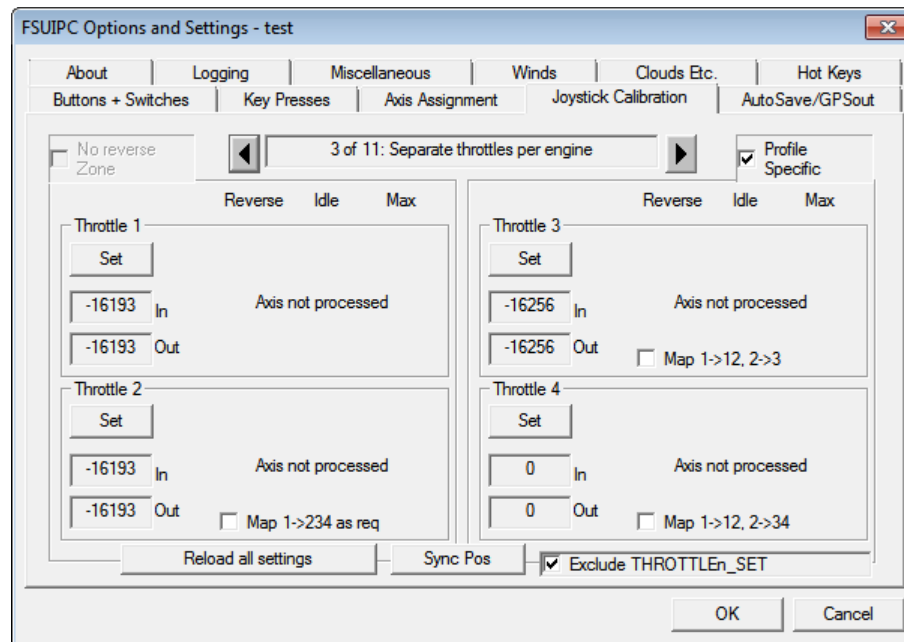 FSUIPC Options and Settings - test
About Logging Miscellaneous Winds Clouds Etc. Hot Keys
Buttons + Switches Key Presses Axis Assignment Joystick Calibration AutoSave/GPSout
No reverse
Zone
3 of 11: Separate throttles per engine
Profile
Specific
Reverse Idle Max
Throttle 1
Set
-16193 In Axis not processed
-16193 Out
Throttle 2
Set
-16193 In Axis not processed
-16193 Out Map 1->234 as req
Reverse Idle Max
Throttle 3
Set
-16256 In Axis not processed
-16256 Out Map 1->12, 2->3
Throttle 4
Set
0 In Axis not processed
0 Out Map 1->12, 2->34
Reload all settings Sync Pos Exclude THROTTLEn_SET
OK Cancel